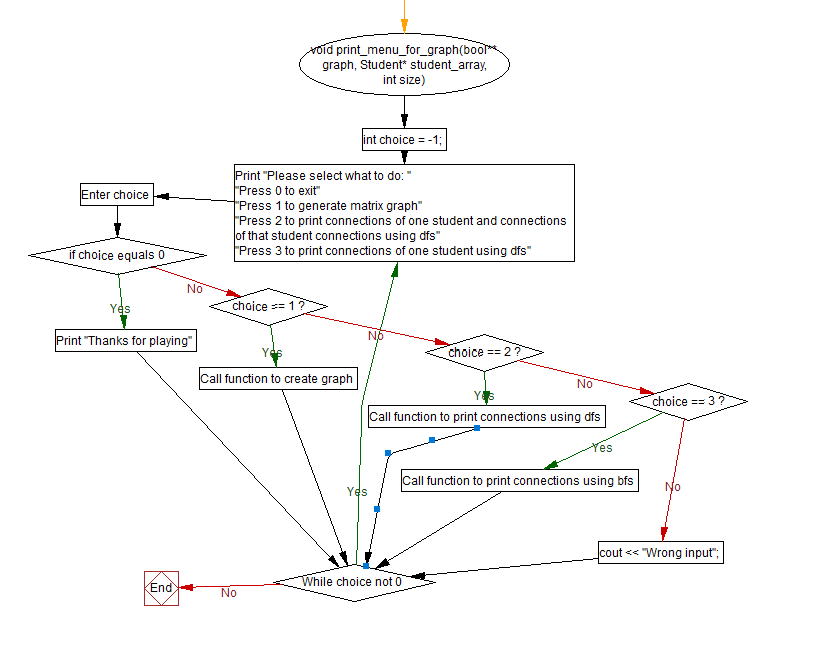 void print_menu_for_graph(bool**
graph, Student* student_array,
int size)
int choice = -1;
Print "Please select what to do: "
"Press 0 to exit"
"Press 1 to generate matrix graph"
"Press 2 to print connections of one student and connections
of that student connections using dfs"
"Press 3 to print connections of one student using dfs"
Enter choice
if choice equals 0
No
choice == 1 ?
Yes
Print "Thanks for playing"
No
choice == 2 ?
Yes
Call function to create graph
No
choice == 3 ?
Yes
Call function to print connections using dfs
Yes
Call function to print connections using bfs
No
Yes
cout << "Wrong input";
While choice not 0
No
End